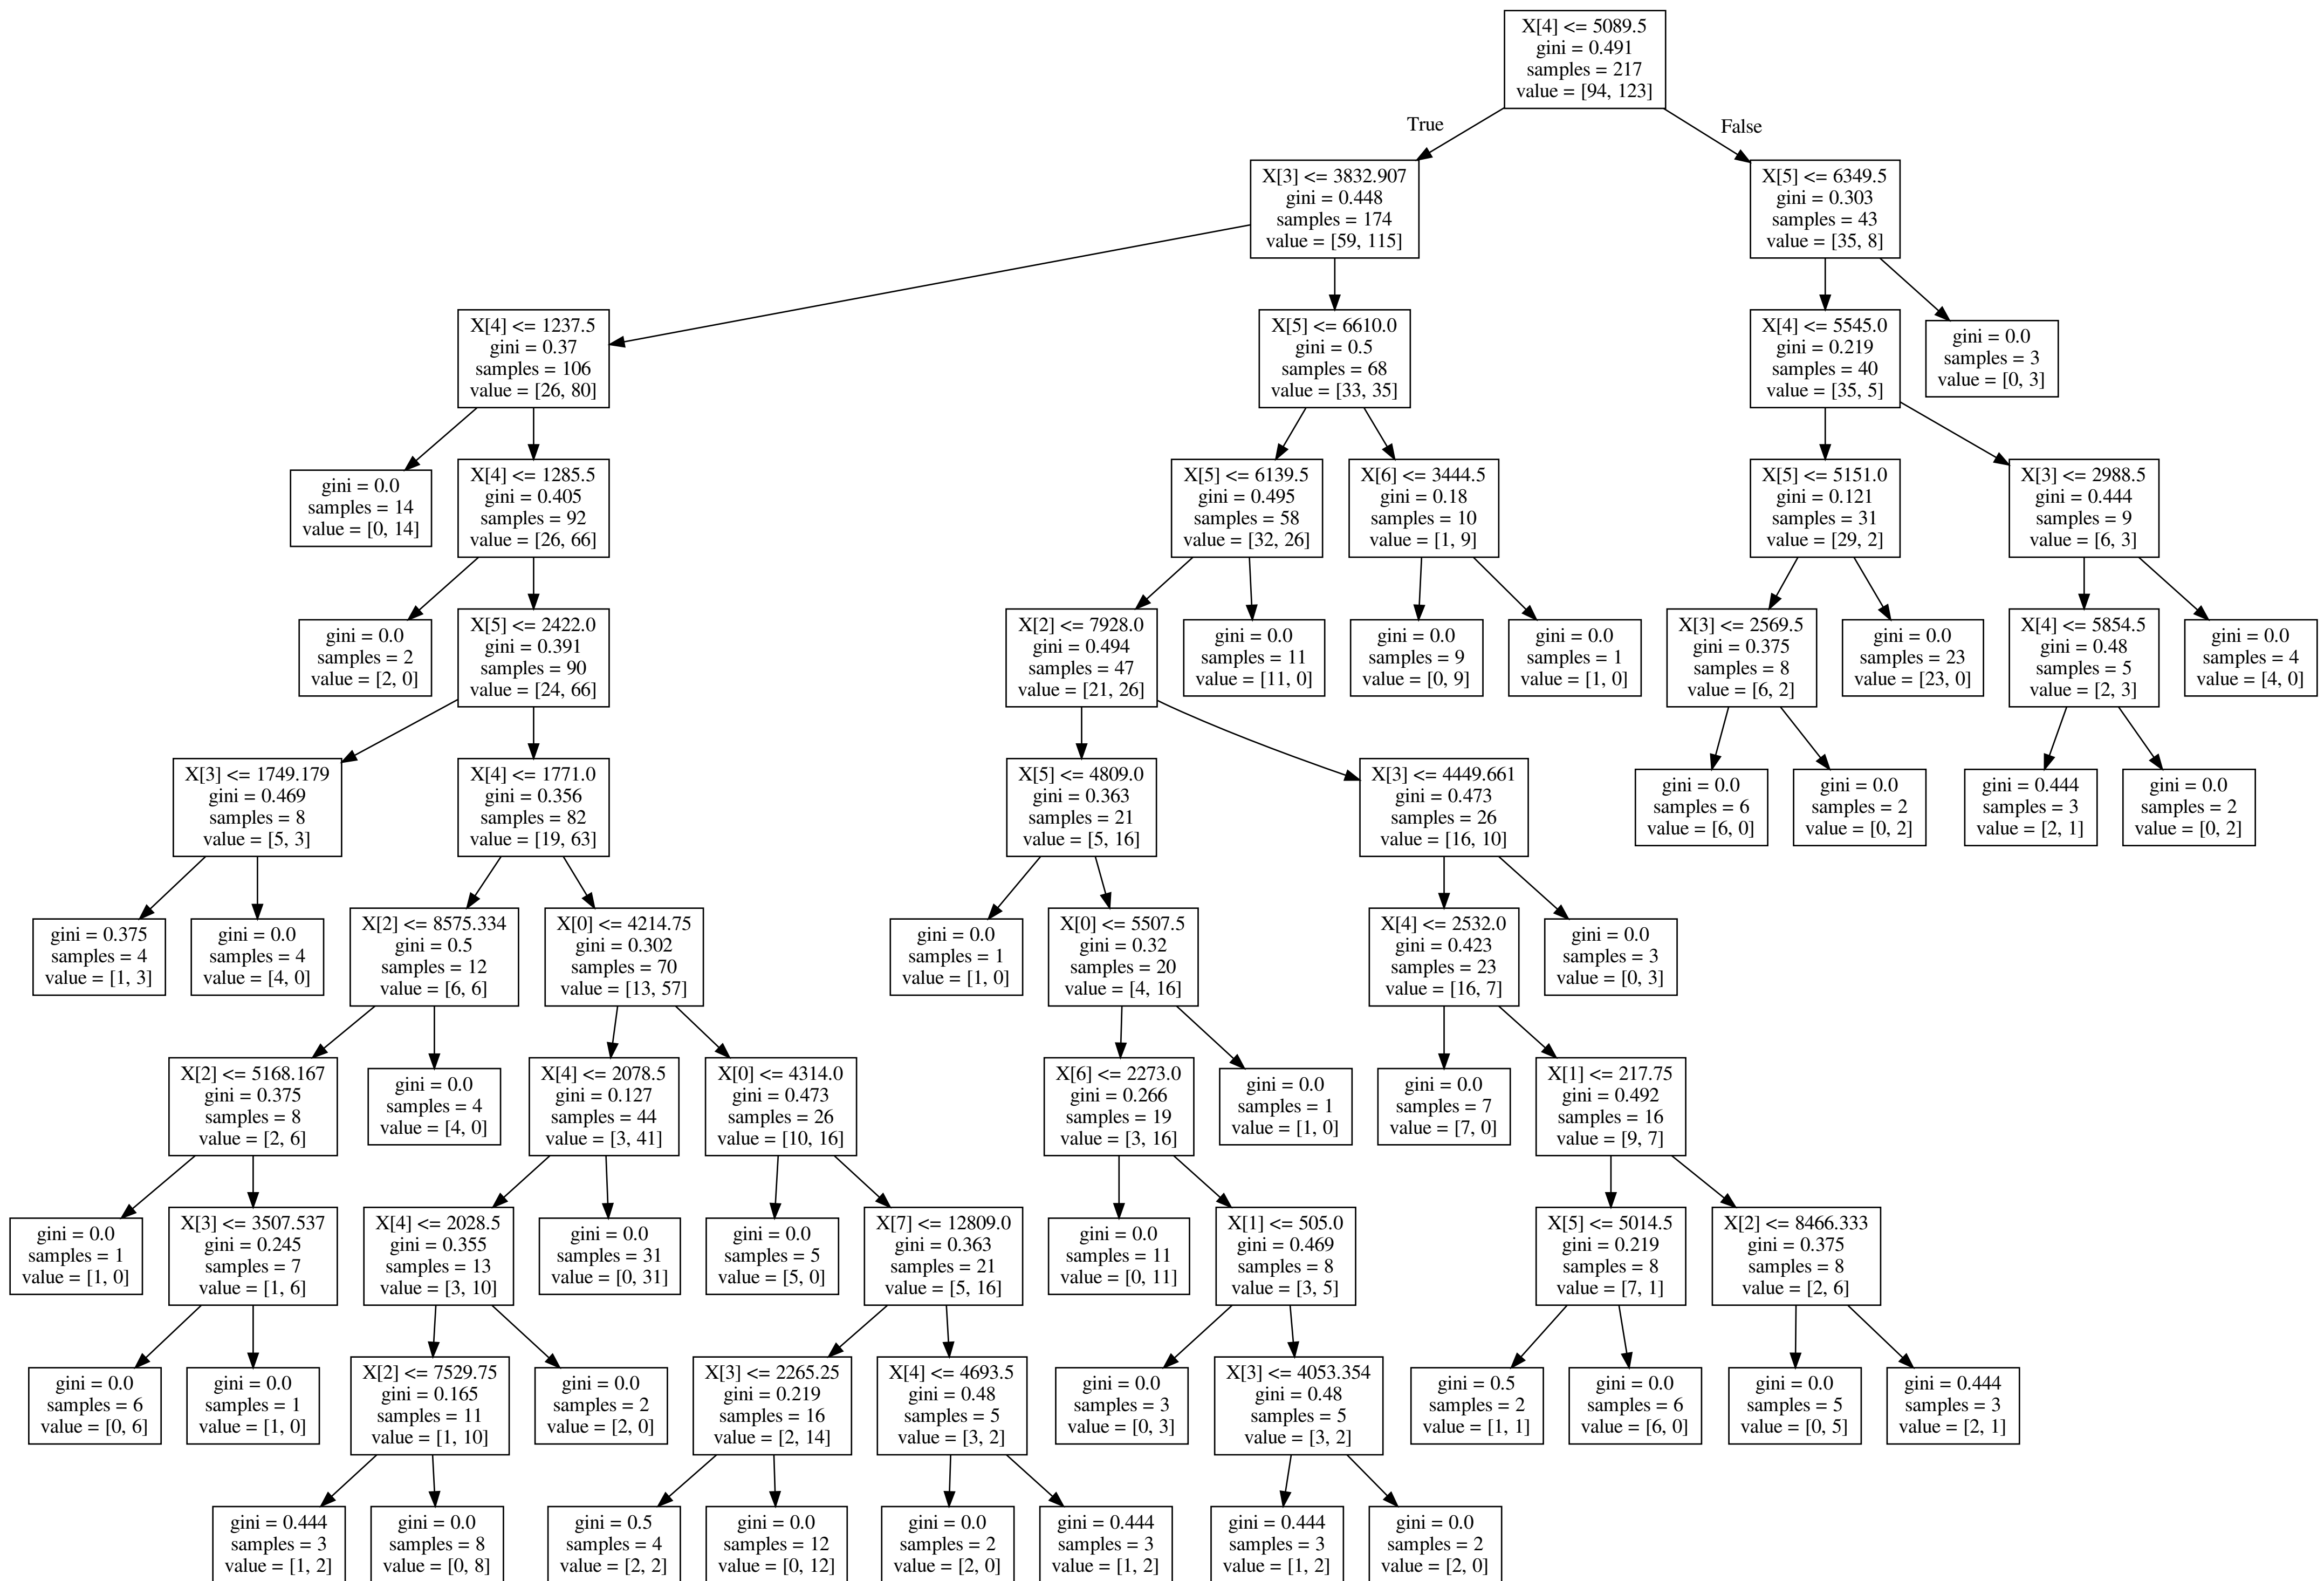 X[4] <= 5089.5
gini = 0.491
samples = 217
value = [94, 123]
True
False
X[3] <= 3832.907
gini = 0.448
samples = 174
value = [59, 115]
X[5] <= 6349.5
gini = 0.303
samples = 43
value = [35, 8]
X[4] <= 1237.5
gini = 0.37
samples = 106
value = [26, 80]
X[5] <= 6610.0
gini = 0.5
samples = 68
value = [33, 35]
X[4] <= 5545.0
gini = 0.219
samples = 40
value = [35, 5]
gini = 0.0
samples = 3
value = [0, 3]
gini = 0.0
samples = 14
value = [0, 14]
X[4] <= 1285.5
gini = 0.405
samples = 92
value = [26, 66]
X[5] <= 6139.5
gini = 0.495
samples = 58
value = [32, 26]
X[6] <= 3444.5
gini = 0.18
samples = 10
value = [1, 9]
X[5] <= 5151.0
gini = 0.121
samples = 31
value = [29, 2]
X[3] <= 2988.5
gini = 0.444
samples = 9
value = [6, 3]
gini = 0.0
samples = 2
value = [2, 0]
X[5] <= 2422.0
gini = 0.391
samples = 90
value = [24, 66]
X[2] <= 7928.0
gini = 0.494
samples = 47
value = [21, 26]
gini = 0.0
samples = 11
value = [11, 0]
gini = 0.0
samples = 9
value = [0, 9]
gini = 0.0
samples = 1
value = [1, 0]
X[3] <= 2569.5
gini = 0.375
samples = 8
value = [6, 2]
gini = 0.0
samples = 23
value = [23, 0]
X[4] <= 5854.5
gini = 0.48
samples = 5
value = [2, 3]
gini = 0.0
samples = 4
value = [4, 0]
X[3] <= 1749.179
gini = 0.469
samples = 8
value = [5, 3]
X[4] <= 1771.0
gini = 0.356
samples = 82
value = [19, 63]
X[5] <= 4809.0
gini = 0.363
samples = 21
value = [5, 16]
X[3] <= 4449.661
gini = 0.473
samples = 26
value = [16, 10]
gini = 0.0
samples = 6
value = [6, 0]
gini = 0.0
samples = 2
value = [0, 2]
gini = 0.444
samples = 3
value = [2, 1]
gini = 0.0
samples = 2
value = [0, 2]
gini = 0.375
samples = 4
value = [1, 3]
gini = 0.0
samples = 4
value = [4, 0]
X[2] <= 8575.334
gini = 0.5
samples = 12
value = [6, 6]
X[0] <= 4214.75
gini = 0.302
samples = 70
value = [13, 57]
gini = 0.0
samples = 1
value = [1, 0]
X[0] <= 5507.5
gini = 0.32
samples = 20
value = [4, 16]
X[4] <= 2532.0
gini = 0.423
samples = 23
value = [16, 7]
gini = 0.0
samples = 3
value = [0, 3]
X[2] <= 5168.167
gini = 0.375
samples = 8
value = [2, 6]
gini = 0.0
samples = 4
value = [4, 0]
X[4] <= 2078.5
gini = 0.127
samples = 44
value = [3, 41]
X[0] <= 4314.0
gini = 0.473
samples = 26
value = [10, 16]
X[6] <= 2273.0
gini = 0.266
samples = 19
value = [3, 16]
gini = 0.0
samples = 1
value = [1, 0]
gini = 0.0
samples = 7
value = [7, 0]
X[1] <= 217.75
gini = 0.492
samples = 16
value = [9, 7]
gini = 0.0
samples = 1
value = [1, 0]
X[3] <= 3507.537
gini = 0.245
samples = 7
value = [1, 6]
X[4] <= 2028.5
gini = 0.355
samples = 13
value = [3, 10]
gini = 0.0
samples = 31
value = [0, 31]
gini = 0.0
samples = 5
value = [5, 0]
X[7] <= 12809.0
gini = 0.363
samples = 21
value = [5, 16]
gini = 0.0
samples = 11
value = [0, 11]
X[1] <= 505.0
gini = 0.469
samples = 8
value = [3, 5]
X[5] <= 5014.5
gini = 0.219
samples = 8
value = [7, 1]
X[2] <= 8466.333
gini = 0.375
samples = 8
value = [2, 6]
gini = 0.0
samples = 6
value = [0, 6]
gini = 0.0
samples = 1
value = [1, 0]
X[2] <= 7529.75
gini = 0.165
samples = 11
value = [1, 10]
gini = 0.0
samples = 2
value = [2, 0]
X[3] <= 2265.25
gini = 0.219
samples = 16
value = [2, 14]
X[4] <= 4693.5
gini = 0.48
samples = 5
value = [3, 2]
gini = 0.0
samples = 3
value = [0, 3]
X[3] <= 4053.354
gini = 0.48
samples = 5
value = [3, 2]
gini = 0.5
samples = 2
value = [1, 1]
gini = 0.0
samples = 6
value = [6, 0]
gini = 0.0
samples = 5
value = [0, 5]
gini = 0.444
samples = 3
value = [2, 1]
gini = 0.444
samples = 3
value = [1, 2]
gini = 0.0
samples = 8
value = [0, 8]
gini = 0.5
samples = 4
value = [2, 2]
gini = 0.0
samples = 12
value = [0, 12]
gini = 0.0
samples = 2
value = [2, 0]
gini = 0.444
samples = 3
value = [1, 2]
gini = 0.444
samples = 3
value = [1, 2]
gini = 0.0
samples = 2
value = [2, 0]